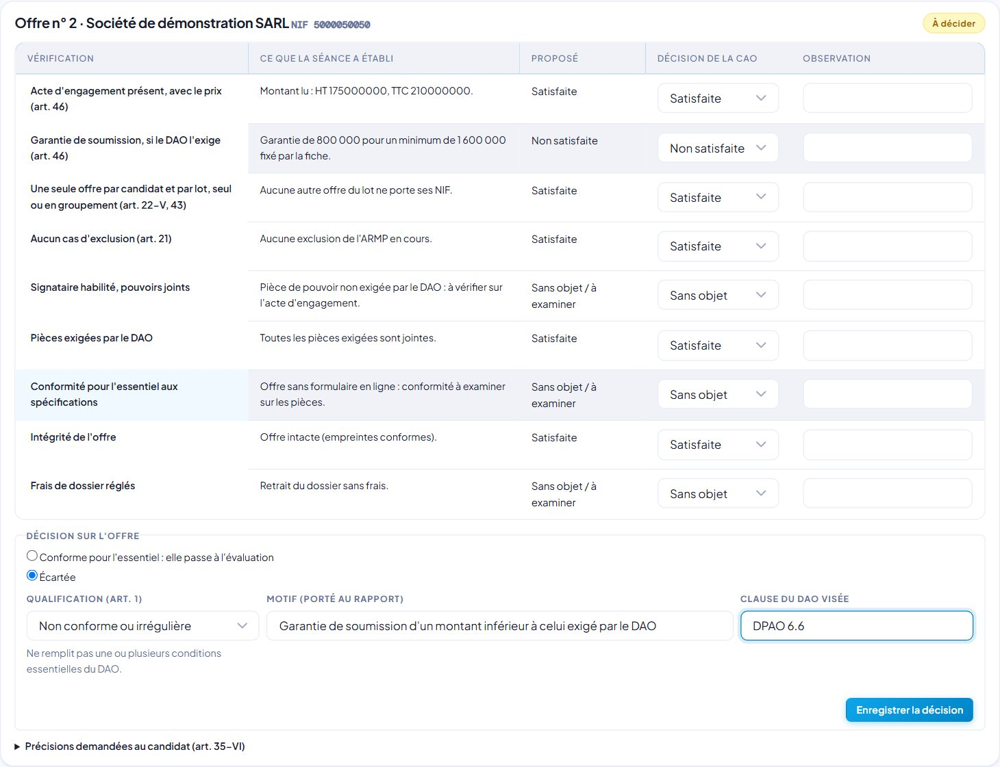 Offre n° 2 · Société de démonstration SARL NIF 5000050050
À décider
VÉRIFICATION
CE QUE LA SÉANCE A ÉTABLI
PROPOSÉ
DÉCISION DE LA CAO
OBSERVATION
Acte d'engagement présent, avec le prix
(art. 46)
Montant lu : HT 175000000, TTC 210000000.
Satisfaite
Satisfaite
Garantie de soumission, si le DAO l'exige
(art. 46)
Garantie de 800 000 pour un minimum de 1 600 000
fixé par la fiche.
Non satisfaite
Non satisfaite
Une seule offre par candidat et par lot, seul
ou en groupement (art. 22-V, 43)
Aucune autre offre du lot ne porte ses NIF.
Satisfaite
Satisfaite
Aucun cas d'exclusion (art. 21)
Aucune exclusion de l'ARMP en cours.
Satisfaite
Satisfaite
Signataire habilité, pouvoirs joints
Pièce de pouvoir non exigée par le DAO : à vérifier sur
l'acte d'engagement.
Sans objet / à
examiner
Sans objet
Pièces exigées par le DAO
Toutes les pièces exigées sont jointes.
Satisfaite
Satisfaite
Conformité pour l'essentiel aux
spécifications
Offre sans formulaire en ligne : conformité à examiner
sur les pièces.
Sans objet / à
examiner
Sans objet
Intégrité de l'offre
Offre intacte (empreintes conformes).
Satisfaite
Satisfaite
Frais de dossier réglés
Retrait du dossier sans frais.
Sans objet / à
examiner
Sans objet
DÉCISION SUR L'OFFRE
Conforme pour l'essentiel : elle passe à l'évaluation
Écartée
QUALIFICATION (ART. 1)
MOTIF (PORTÉ AU RAPPORT)
CLAUSE DU DAO VISÉE
Non conforme ou irrégulière
Garantie de soumission d’un montant inférieur à celui exigé par le DAO
DPAO 6.6
Ne remplit pas une ou plusieurs conditions
essentielles du DAO.
Enregistrer la décision
Précisions demandées au candidat (art. 35-VI)